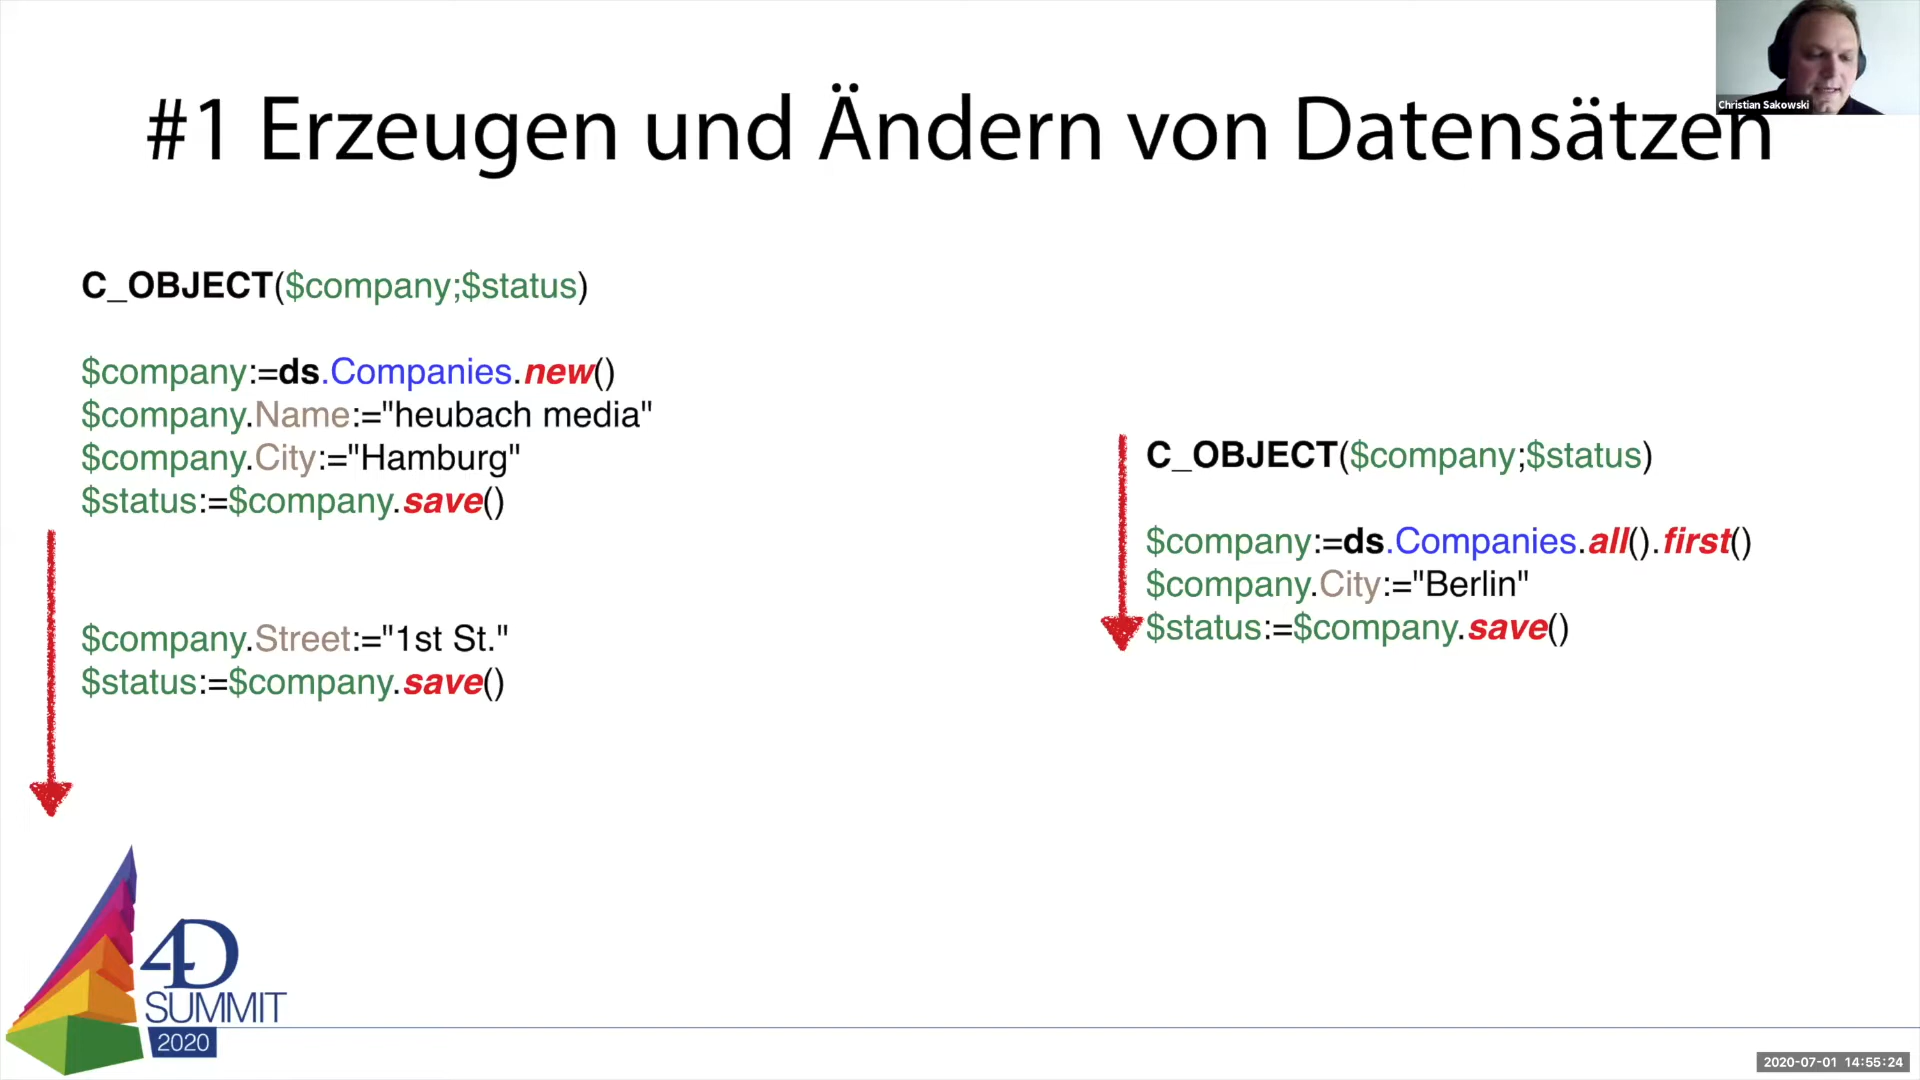 Christian Sakowski
#1 Erzeugen und Ändern von Datensätzen
C_OBJECT($company;$status)
$company:=ds.Companies.new()
$company.Name:="heubach media"
$company.City:="Hamburg"
$status:=$company.save()
$company.Street:="1st St."
$status:=$company.save()
C_OBJECT($company;$status)
$company:=ds.Companies.all().first()
$company.City:="Berlin"
$status:=$company.save()
4D
SUMMIT
2020
2020-07-01 14:55:24